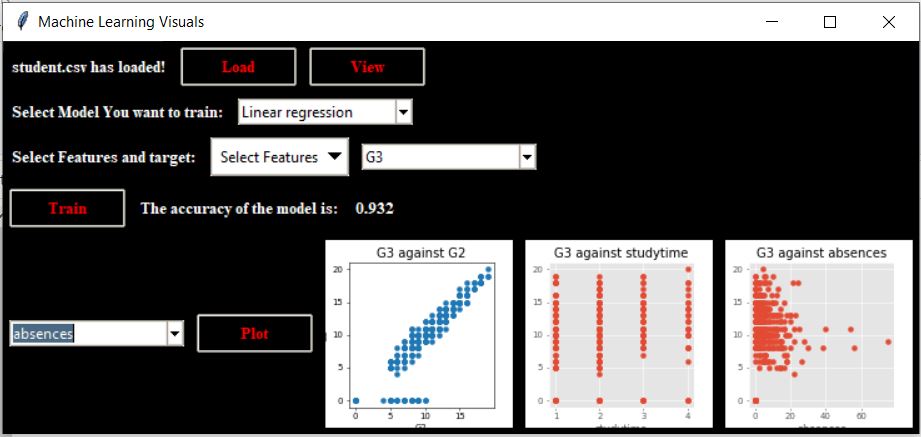 Machine Learning Visuals
student.csv has loaded! Load View
Select Model You want to train: Linear regression
Select Features and target: Select Features G3
Train The accuracy of the model is: 0.932
absences Plot
G3 against G2
20
15
10
5
0
0 5 10 15
G3 against studytime
20
15
10
5
0
1 2 3 4
studytime
G3 against absences
20
15
10
5
0
0 20 40 60
absences